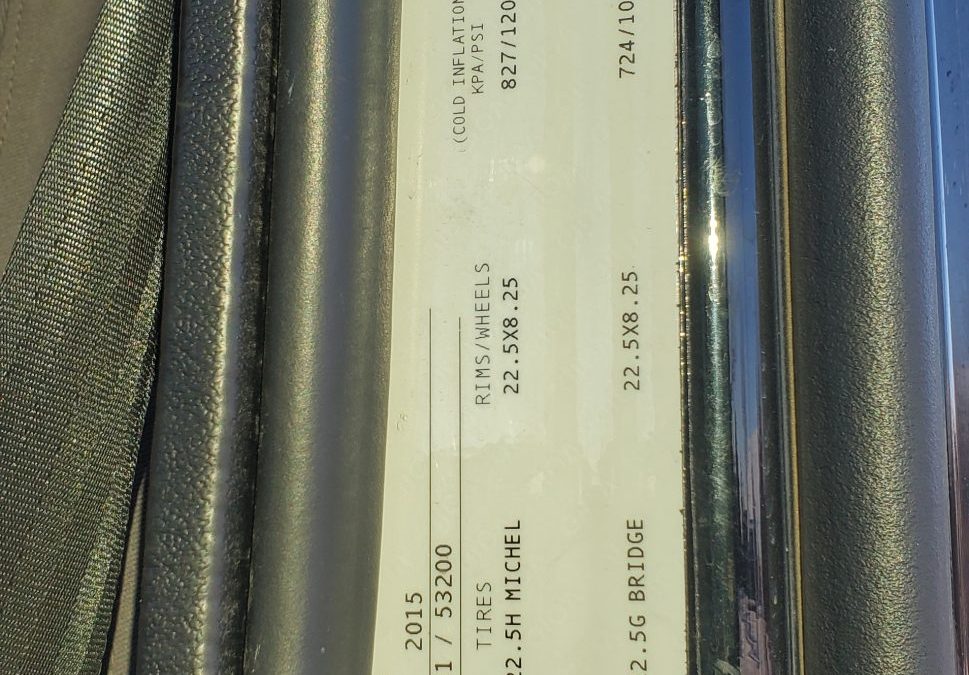 2015
1 / 53200
(COLD INFLATION
TIRES RIMS/WHEELS KPA/PSI
22.5H MICHEL 22.5X8.25 827/120
2.5G BRIDGE 22.5X8.25 724/10